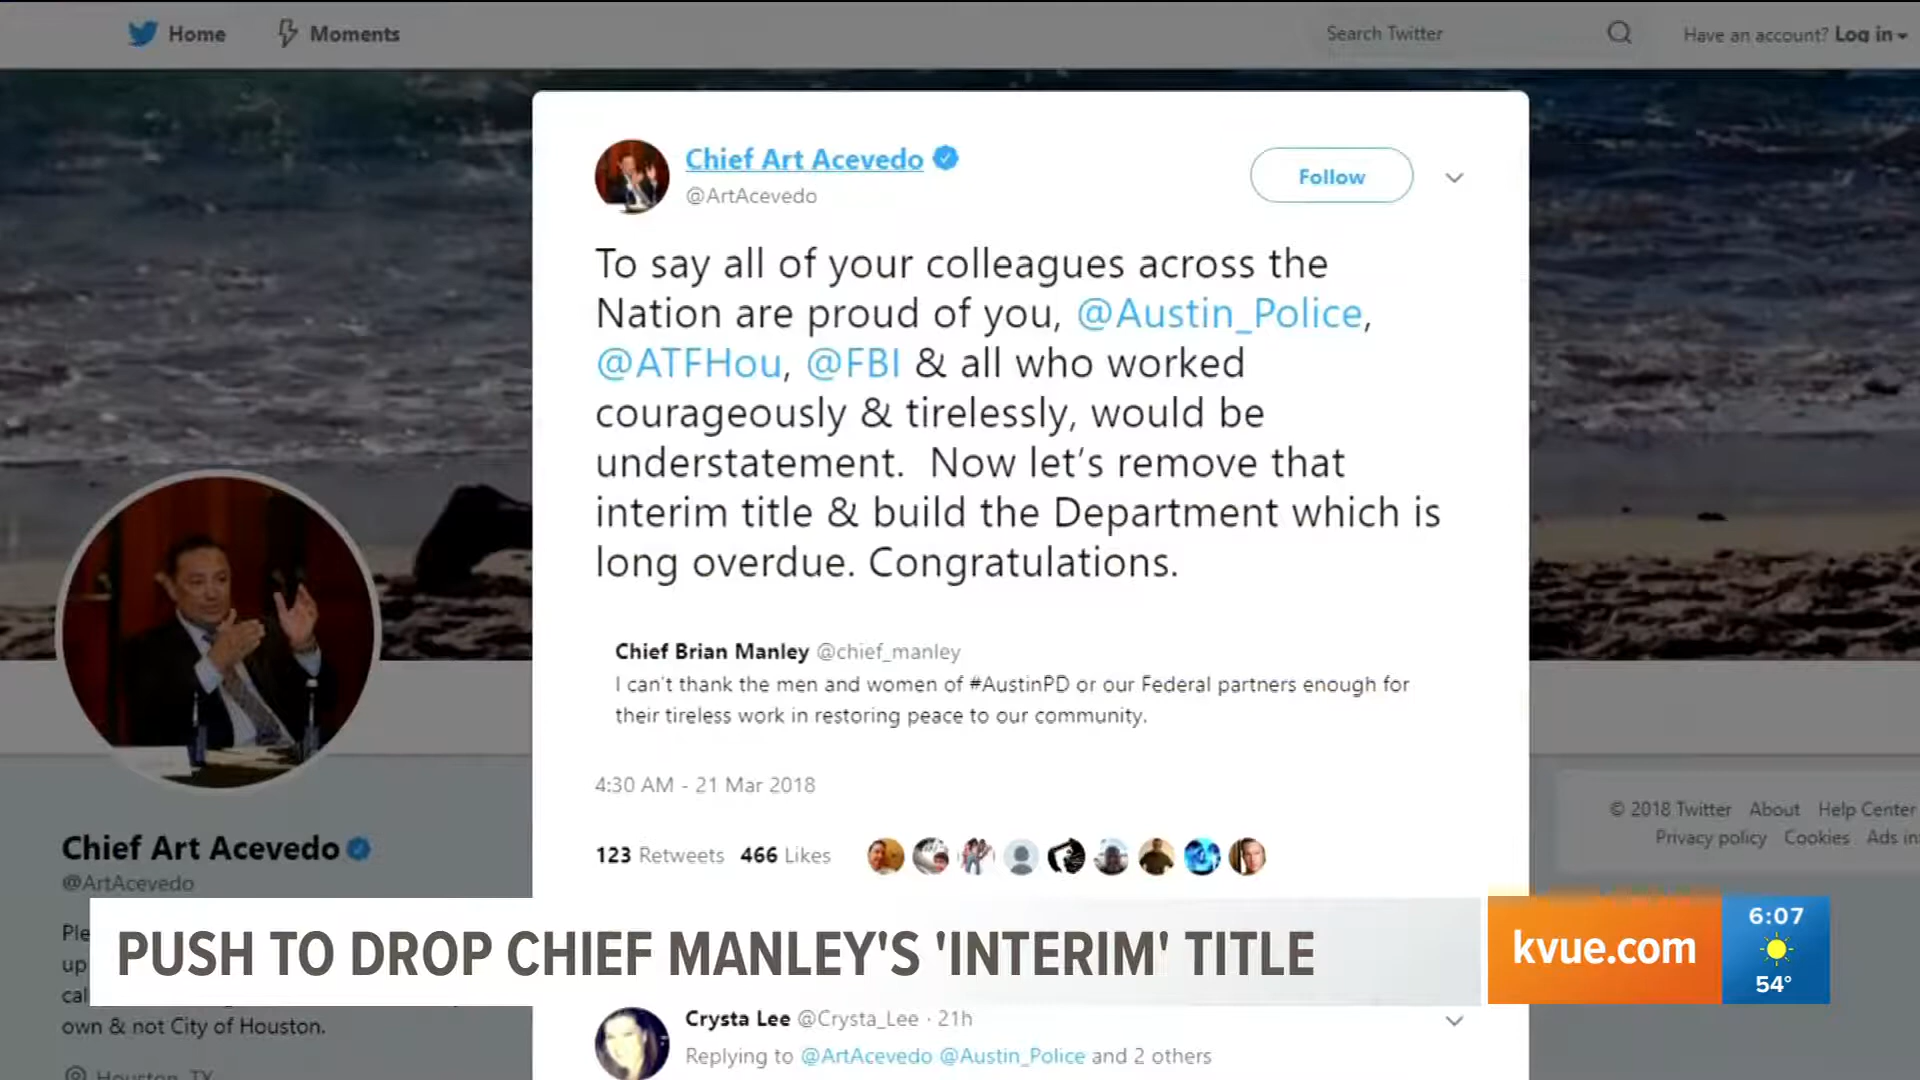 Home
Moments
Search Twitter
Have an account? Log in
Chief Art Acevedo
@ArtAcevedo
Follow
To say all of your colleagues across the
Nation are proud of you, @Austin_Police,
@ATFHou, @FBI & all who worked
courageously & tirelessly, would be
understatement.  Now let's remove that
interim title & build the Department which is
long overdue. Congratulations.
Chief Brian Manley @chief_manley
I can't thank the men and women of #AustinPD or our Federal partners enough for
their tireless work in restoring peace to our community.
4:30 AM - 21 Mar 2018
123 Retweets 466 Likes
Chief Art Acevedo
@ArtAcevedo
up
own & not City of Houston.
Houston, TX
© 2018 Twitter About Help Center
Privacy policy Cookies Ads
PUSH TO DROP CHIEF MANLEY'S 'INTERIM' TITLE
kvue.com
6:07
54°
Crysta Lee @Crysta_Lee · 21h
Replying to @ArtAcevedo @Austin_Police and 2 others